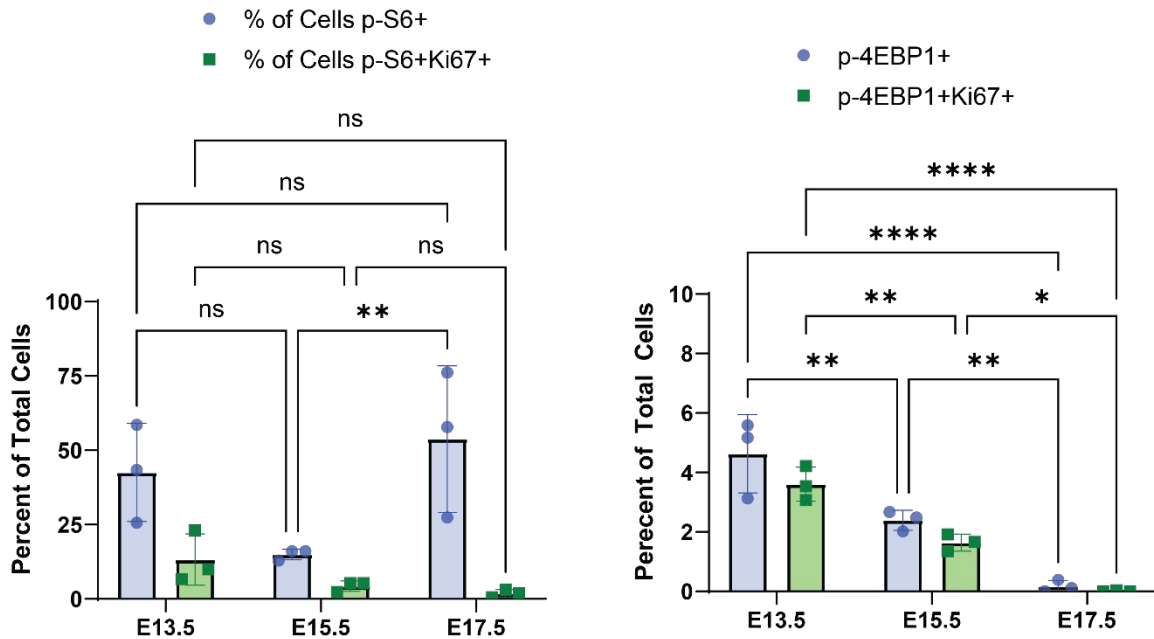 % of Cells p-S6+
% of Cells p-S6+Ki67+
ns
ns
ns
ns
ns
**
Percent of Total Cells
100
75
50
25
0
E13.5
E15.5
E17.5
p-4EBP1+
p-4EBP1+Ki67+
****
****
**
*
**
**
Perecent of Total Cells
10
8
6
4
2
0
E13.5
E15.5
E17.5